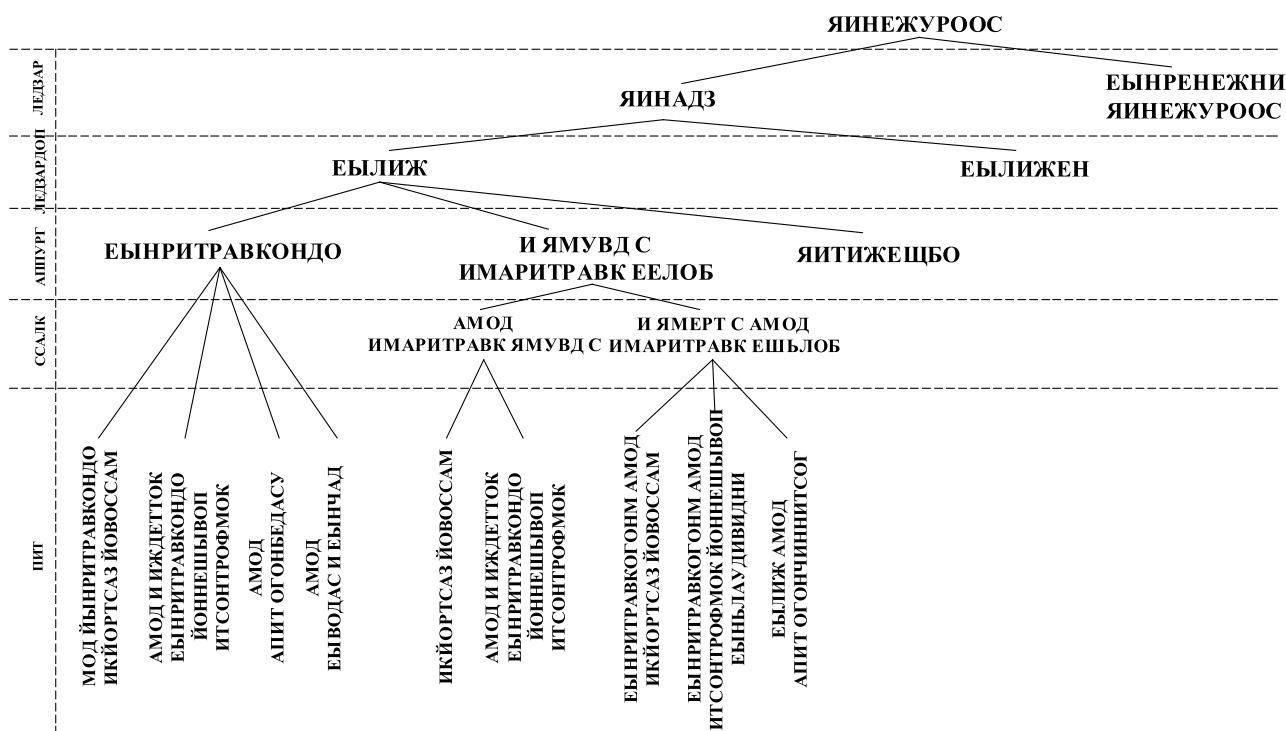 ЯИНЕЖУРООС
ЛЕДЗАР
ЯИНАДЗ
ЕЫНРЕНЕЖНИ
ЯИНЕЖУРООС
ЛЕДЗАРДОП
ЕЫЛИЖ
ЕЫЛИЖЕН
АППУРГ
ЕЫНРИТРАВКОНДО
И ЯМУВД С
ИМАРИТРАВК ЕЕЛОБ
ЯИТИЖЕЩБО
ССАЛК
АМОД
ИМАРИТРАВК ЯМУВД С
И ЯМЕРТ С АМОД
ИМАРИТРАВК ЕШЬЛОБ
ПИТ
МОД ЙЫНРИТРАВКОНДО
ИКЙОРТСАЗ ЙОВОССАМ
АМОД И ИЖДЕТТОК
ЕЫНРИТРАВКОНДО
ЙОННЕШЫВОП
ИТСОНТРОФМОК
АМОД
АПИТ ОГОНБЕДАСУ
АМОД
ЕЫВОДАС И ЕЫНЧАД
ИКЙОРТСАЗ ЙОВОССАМ
АМОД И ИЖДЕТТОК
ЕЫНРИТРАВКОНДО
ЙОННЕШЫВОП
ИТСОНТРОФМОК
ЕЫНРИТРАВКОГОНМ АМОД
ИКЙОРТСАЗ ЙОВОССАМ
ЕЫНРИТРАВКОГОНМ АМОД
ИТСОНТРОФМОК ЙОННЕШЫВОП
ЕЫНЬЛАУДИВИДНИ
ЕЫЛИЖ АМОД
АПИТ ОГОНЧИННИТСОГ